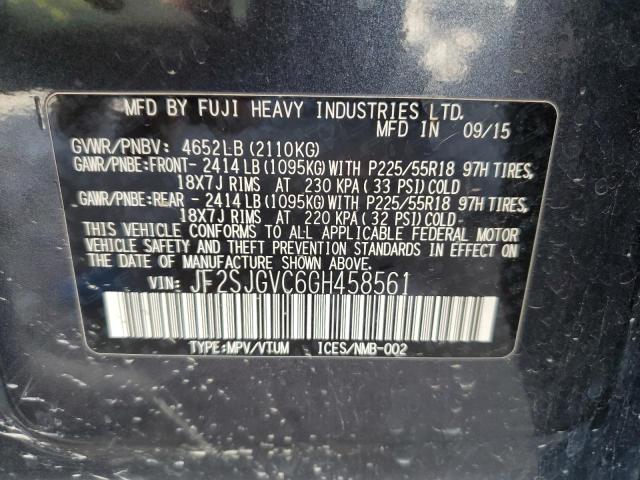 MFD BY FUJI HEAVY INDUSTRIES LTD.
MFD IN 09/15
GVWR/PNBV: 4652LB (2110KG)
GAWR/PNBE:FRONT- 2414 LB (1095KG) WITH P225/55R18 97H TIRES,
18X7J RIMS AT 230 KPA (33 PSI) COLD
GAWR/PNBE:REAR - 2414 LB (1095KG) WITH P225/55R18 97H TIRES,
18X7J RIMS AT 220 KPA (32 PSI) COLD
THIS VEHICLE CONFORMS TO ALL APPLICABLE FEDERAL MOTOR
VEHICLE SAFETY AND THEFT PREVENTION STANDARDS IN EFFECT ON
THE DATE OF MANUFACTURE SHOWN ABOVE.
VIN: JF2SJGVC6GH458561
TYPE:MPV/VTUM ICES/NMB-002